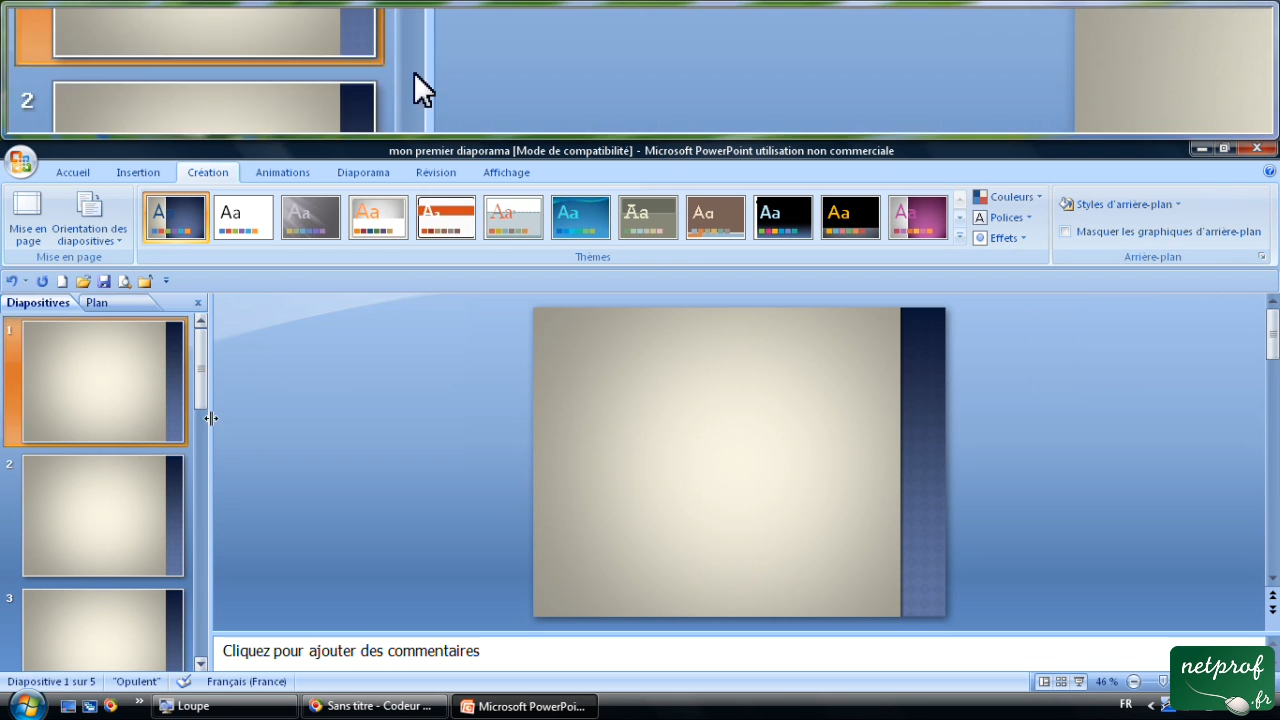 2
mon premier diaporama [Mode de compatibilité] - Microsoft PowerPoint utilisation non commerciale
Accueil Insertion Création Animations Diaporama Révision Affichage
Mise en page
Orientation des diapositives
Mise en page
Aa Aa Aa Aa Aa Aa Aa Aa Aa Aa Aa Aa
Thèmes
Couleurs
Polices
Effets
Styles d'arrière-plan
Masquer les graphiques d'arrière-plan
Arrière-plan
Diapositives Plan
1
2
3
Cliquez pour ajouter des commentaires
Diapositive 1 sur 5 "Opulent" Français (France) 46 %
Loupe
Sans titre - Codeur ...
Microsoft PowerPoi...
FR
netprof
.fr